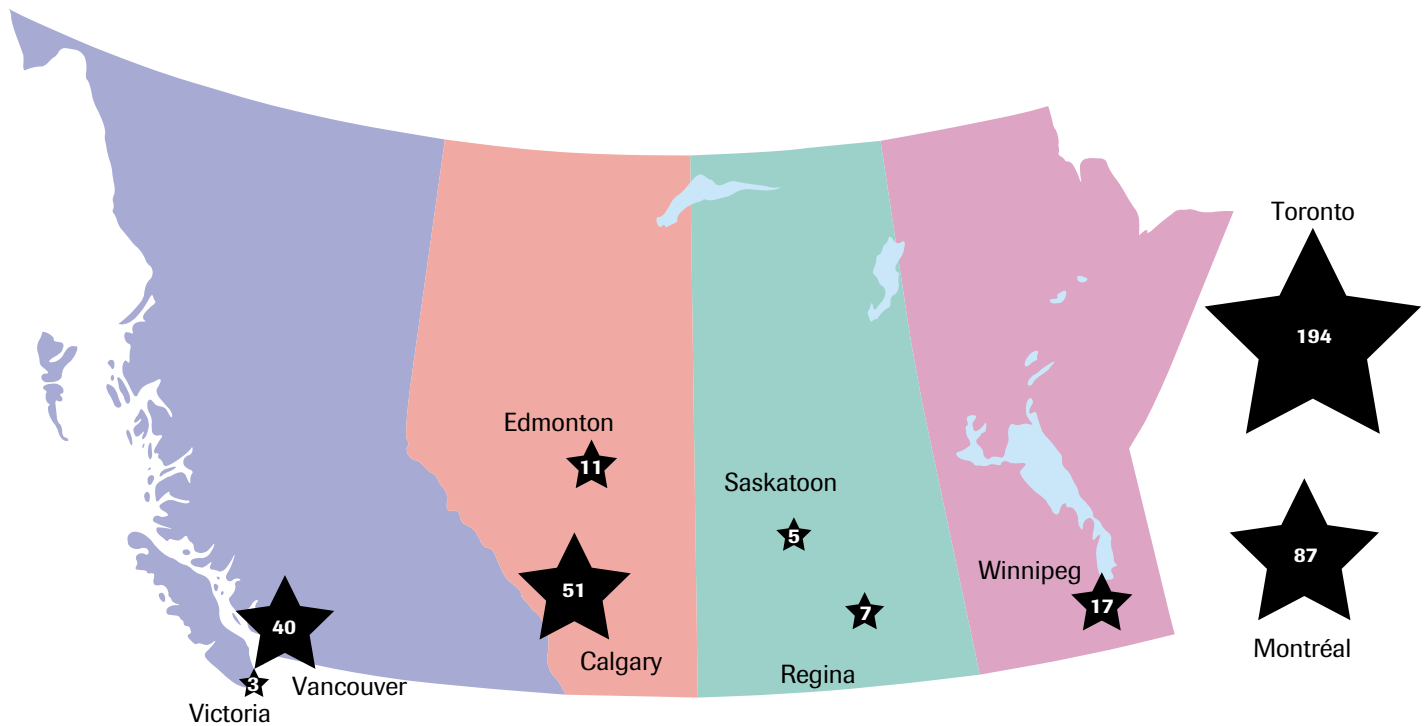 Toronto
194
Edmonton
11
Saskatoon
5
Winnipeg
17
87
Montréal
51
Calgary
7
Regina
40
Vancouver
3
Victoria